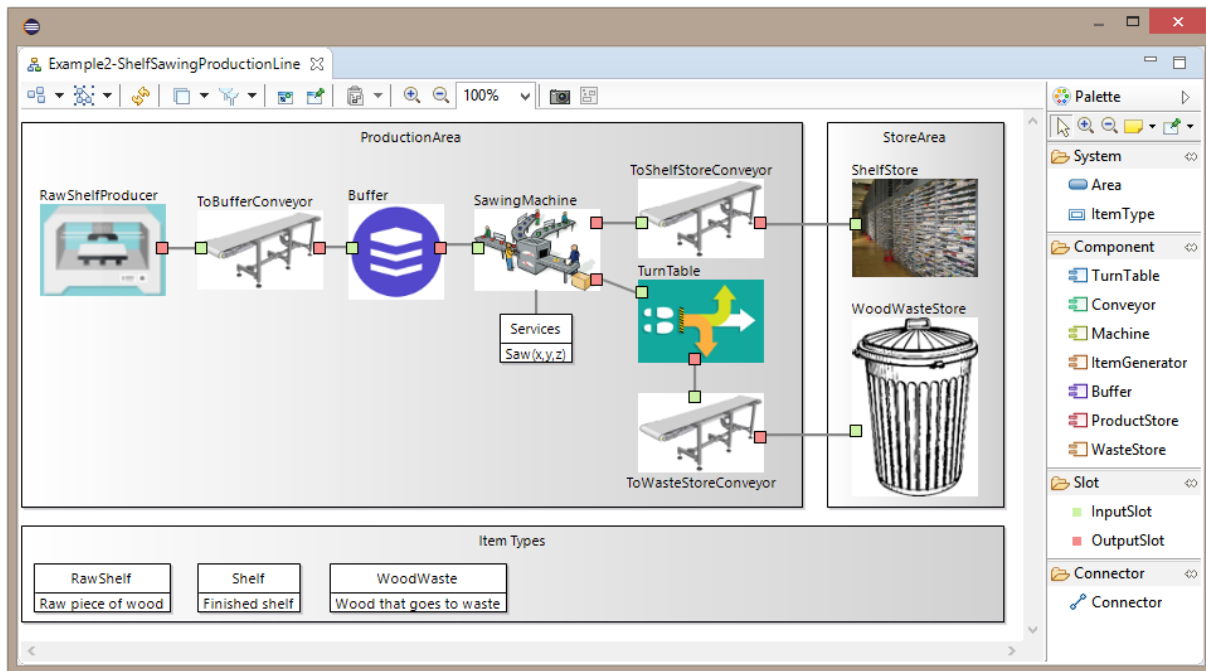 Example2-ShelfSawingProductionLine
100%
Palette
ProductionArea
StoreArea
System
Area
ItemType
RawShelfProducer
ToBufferConveyor
Buffer
SawingMachine
ToShelfStoreConveyor
ShelfStore
TurnTable
WoodWasteStore
Services
Saw(x,y,z)
ToWasteStoreConveyor
Component
TurnTable
Conveyor
Machine
ItemGenerator
Buffer
ProductStore
WasteStore
Slot
InputSlot
OutputSlot
Connector
Connector
Item Types
RawShelf
Raw piece of wood
Shelf
Finished shelf
WoodWaste
Wood that goes to waste